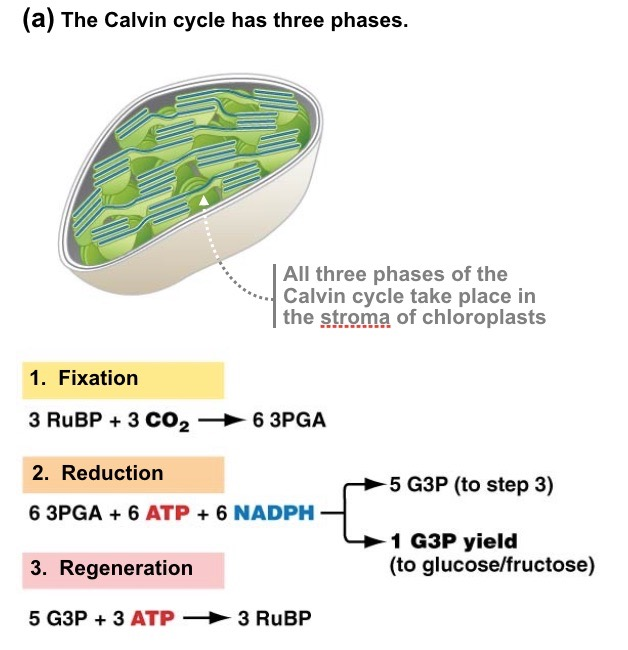 (a) The Calvin cycle has three phases.
All three phases of the
Calvin cycle take place in
the stroma of chloroplasts
1. Fixation
3 RuBP + 3 CO₂ → 6 3PGA
2. Reduction
6 3PGA + 6 ATP + 6 NADPH
5 G3P (to step 3)
1 G3P yield
(to glucose/fructose)
3. Regeneration
5 G3P + 3 ATP → 3 RuBP